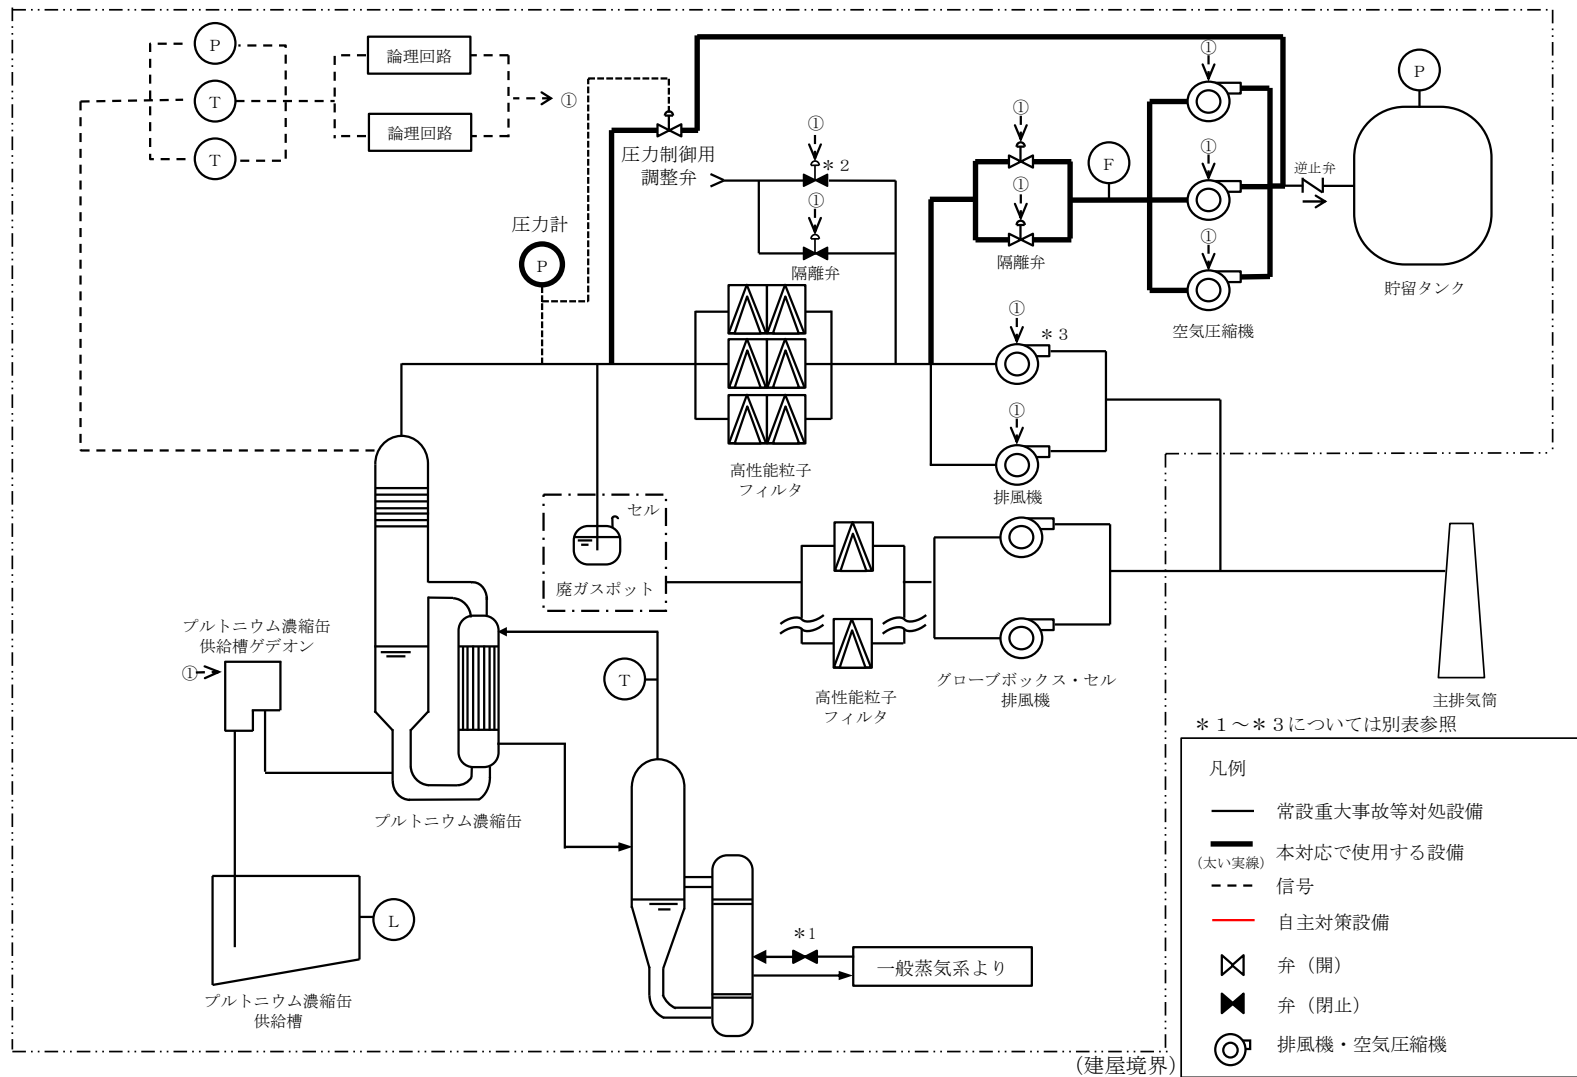 P
T
T
論理回路
論理回路
①
圧力制御用
調整弁
圧力計
P
①
＊2
①
隔離弁
①
①
隔離弁
F
①
①
①
空気圧縮機
逆止弁
P
貯留タンク
高性能粒子
フィルタ
①
＊3
①
排風機
セル
廃ガスポット
高性能粒子
フィルタ
グローブボックス・セル
排風機
主排気筒
プルトニウム濃縮缶
供給槽ゲデオン
①
T
プルトニウム濃縮缶
L
プルトニウム濃縮缶
供給槽
＊1
一般蒸気系より
（建屋境界）
＊1～＊3については別表参照
凡例
常設重大事故等対処設備
本対応で使用する設備
（太い実線）
信号
自主対策設備
弁（開）
弁（閉止）
排風機・空気圧縮機